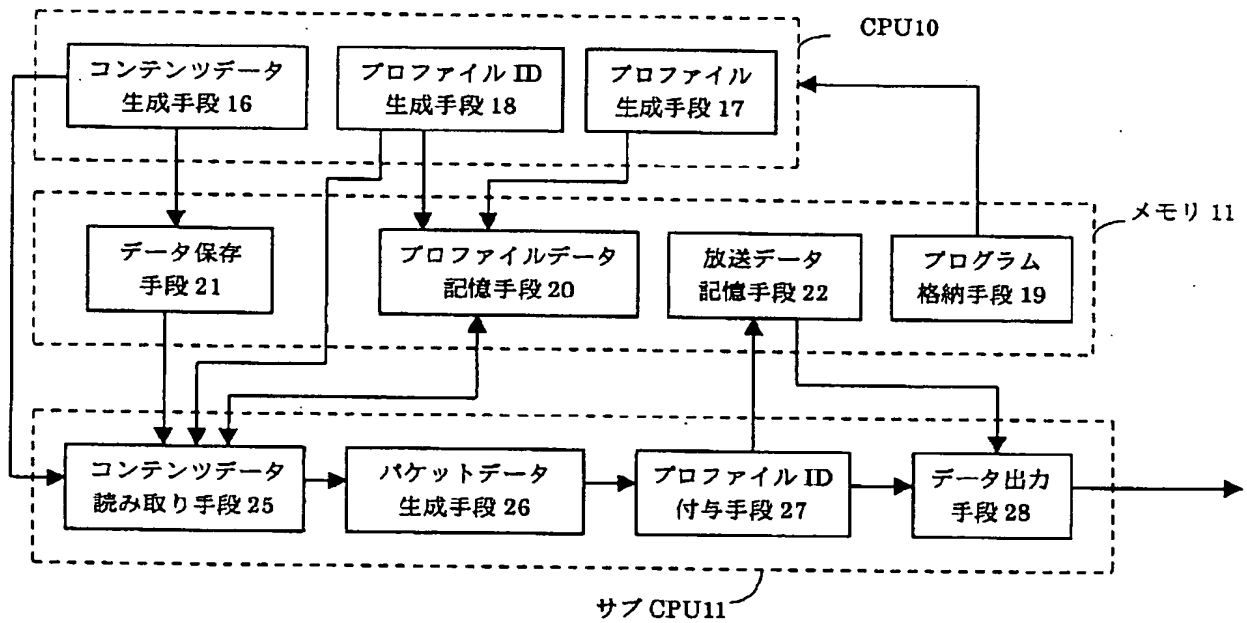 CPU10
コンテンツデータ
生成手段 16
プロファイル ID
生成手段 18
プロファイル
生成手段 17
メモリ 11
データ保存
手段 21
プロファイルデータ
記憶手段 20
放送データ
記憶手段 22
プログラム
格納手段 19
コンテンツデータ
読み取り手段 25
パケットデータ
生成手段 26
プロファイル ID
付与手段 27
データ出力
手段 28
サブ CPU11